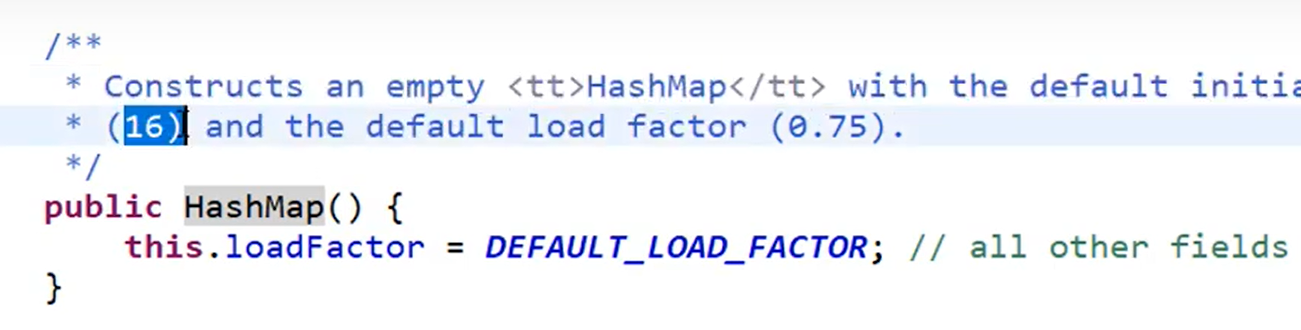 /**
* Constructs an empty <tt>HashMap</tt> with the default initia
* (16) and the default load factor (0.75).
*/
public HashMap() {
this.loadFactor = DEFAULT_LOAD_FACTOR; // all other fields
}